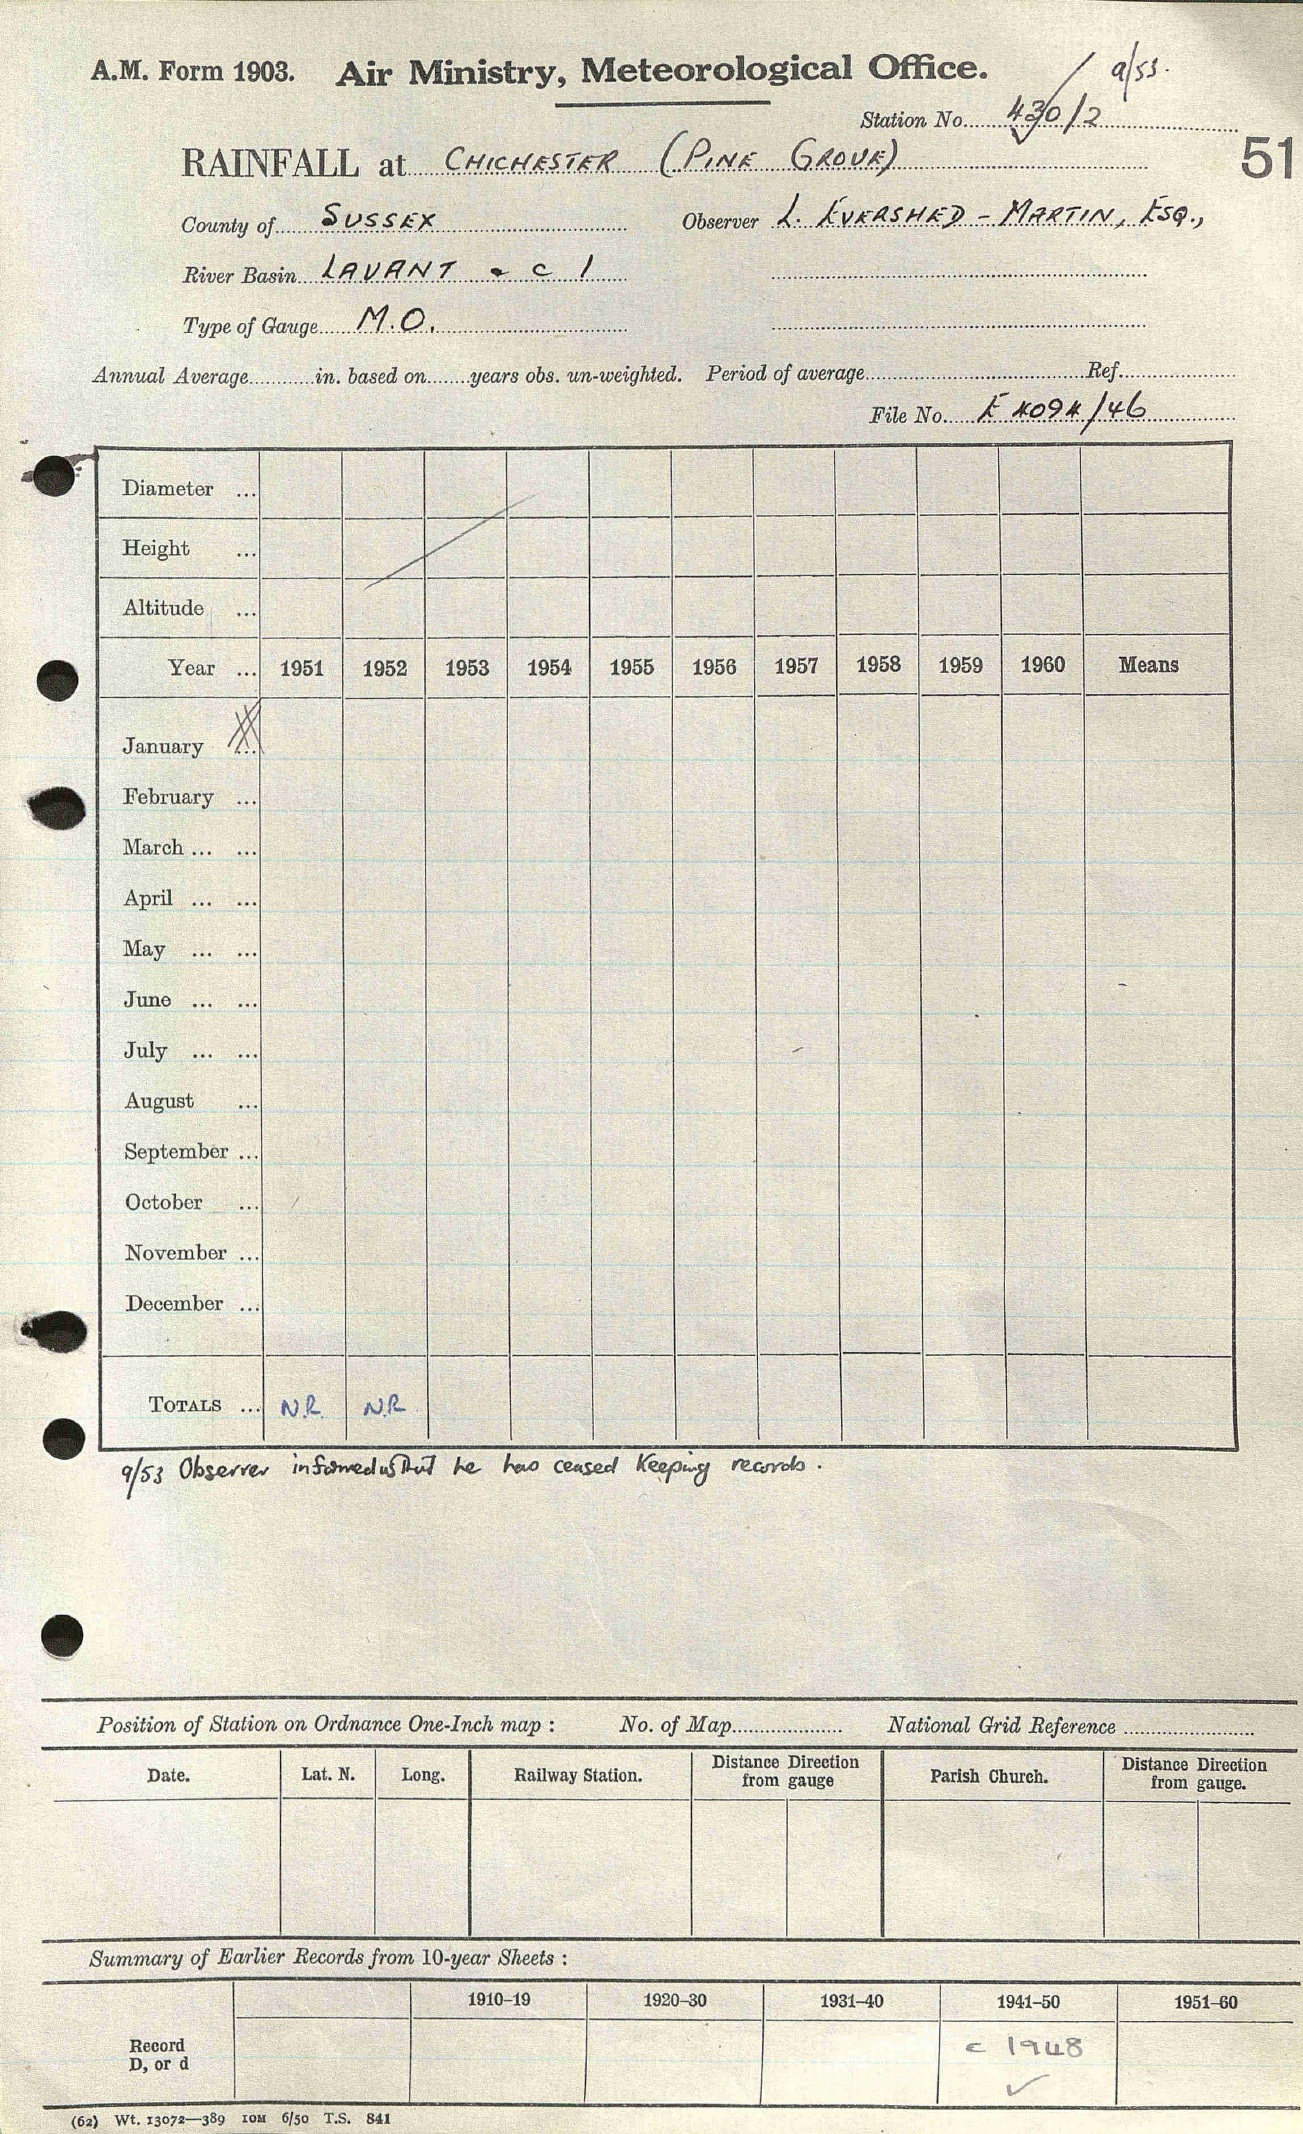 A.M. Form 1903. Air Ministry, Meteorological Office. 9/53.
Station No. 430/2
51
RAINFALL at CHICHESTER (PINE GROVE)
County of SUSSEX Observer L. EVERSHED - MARTIN, ESQ.,
River Basin LAVANT - C 1
Type of Gauge M.O.
Annual Average in. based on years obs. un-weighted. Period of average Ref.
File No. E 4094/46
Diameter ...
Height ...
Altitude ...
Year ... 1951 1952 1953 1954 1955 1956 1957 1958 1959 1960 Means
January ...
February ...
March ... ...
April ... ...
May ... ...
June ... ...
July ... ...
August ...
September ...
October ...
November ...
December ...
TOTALS ... N.R. N.R
9/53 Observer informed us that he has ceased keeping records.
Position of Station on Ordnance One-Inch map : No. of Map National Grid Reference
Date. Lat. N. Long. Railway Station. Distance Direction from gauge Parish Church. Distance Direction from gauge.
Summary of Earlier Records from 10-year Sheets :
1910–19 1920–30 1931–40 1941–50 1951–60
Record D, or d c 1948 ✓
(62) Wt. 13072—389 10M 6/50 T.S. 841